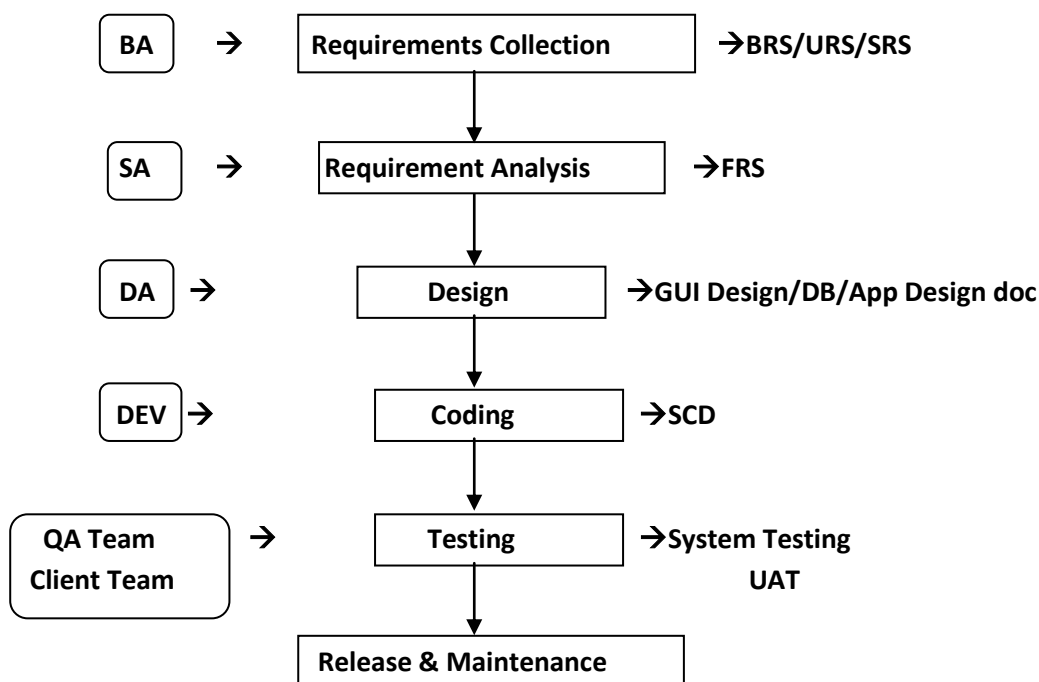 BA → Requirements Collection → BRS/URS/SRS
SA → Requirement Analysis → FRS
DA → Design → GUI Design/DB/App Design doc
DEV → Coding → SCD
QA Team → Testing → System Testing
Client Team UAT
Release & Maintenance